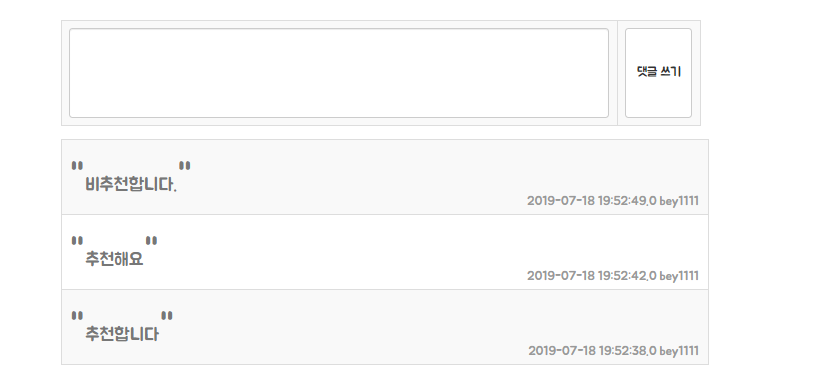 댓글 쓰기
"비추천합니다."
2019-07-18 19:52:49.0 bey1111
"추천해요"
2019-07-18 19:52:42.0 bey1111
"추천합니다"
2019-07-18 19:52:38.0 bey1111